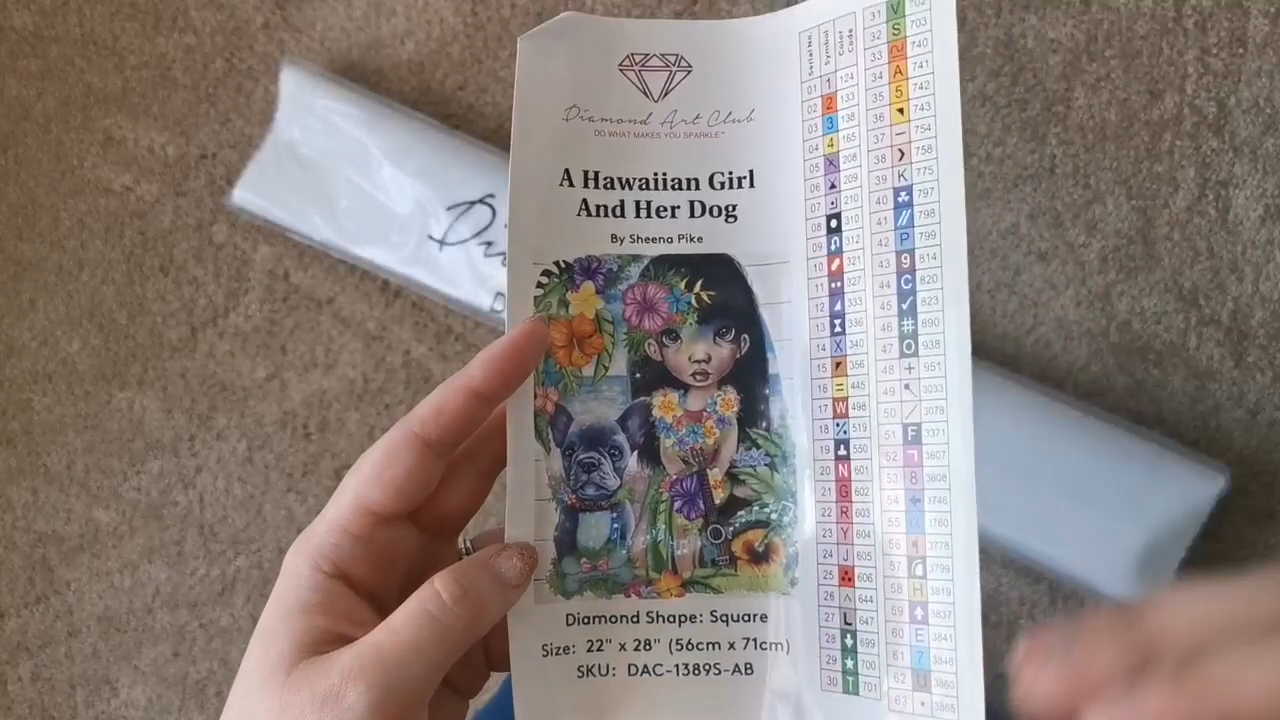 Diamond Art Club
DO WHAT MAKES YOU SPARKLE™
A Hawaiian Girl
And Her Dog
By Sheena Pike
Diamond Shape: Square
Size: 22" x 28" (56cm x 71cm)
SKU: DAC-1389S-AB
Serial No. Symbol Color Code
01 1 124
02 2 133
03 3 138
04 4 165
05 208
06 209
07 210
08 310
09 312
10 321
11 327
12 333
13 336
14 X 340
15 356
16 = 445
17 W 498
18 519
19 550
20 N 601
21 G 602
22 R 603
23 Y 604
24 J 605
25 606
26 ^ 644
27 L 647
28 699
29 ★ 700
30 T 701
31 V 702
32 S 703
33 740
34 A 741
35 5 742
36 743
37 – 754
38 758
39 K 775
40 797
41 // 798
42 P 799
43 9 814
44 C 820
45 ✓ 823
46 # 890
47 O 938
48 + 951
49 3033
50 / 3078
51 F 3371
52 3607
53 8 3608
54 3746
55 3760
56 3778
57 3799
58 H 3819
59 3837
60 E 3841
61 7 3846
62 U 3860
63 3865